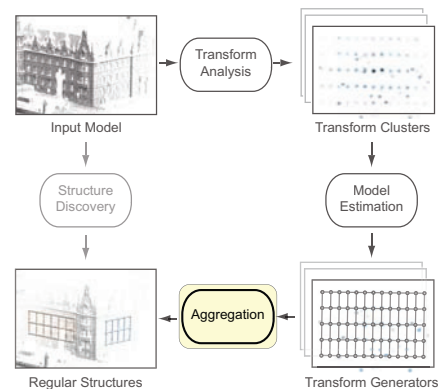 Transform
Analysis
Input Model
Transform Clusters
Structure
Discovery
Model
Estimation
Aggregation
Regular Structures
Transform Generators